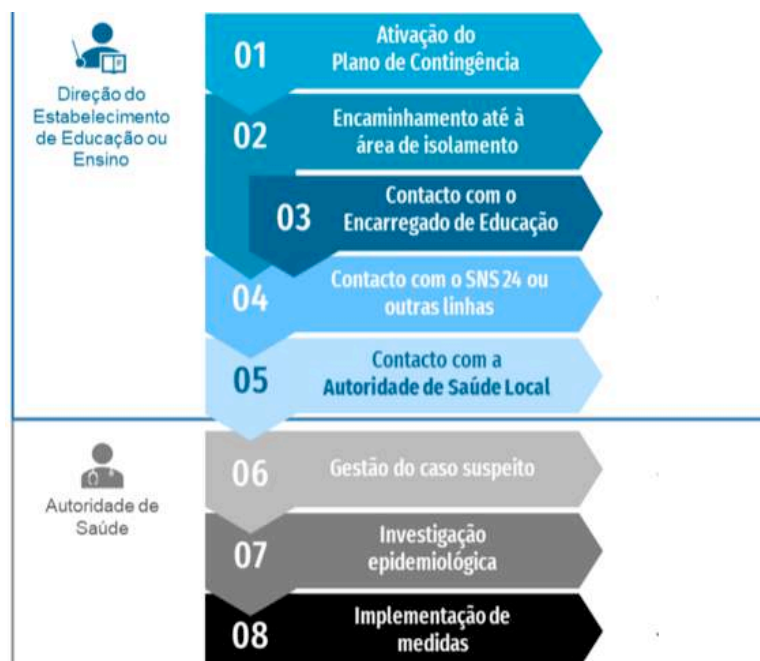 Direção do
Estabelecimento
de Educação ou
Ensino
01
Ativação do
Plano de Contingência
02
Encaminhamento até à
área de isolamento
03
Contacto com o
Encarregado de Educação
04
Contacto com o SNS 24 ou
outras linhas
05
Contacto com a
Autoridade de Saúde Local
Autoridade de
Saúde
06
Gestão do caso suspeito
07
Investigação
epidemiológica
08
Implementação de
medidas